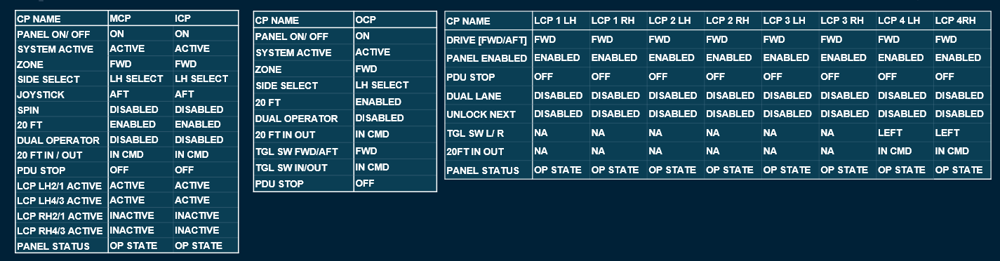 CP NAME MCP ICP
PANEL ON/ OFF ON ON
SYSTEM ACTIVE ACTIVE ACTIVE
ZONE FWD FWD
SIDE SELECT LH SELECT LH SELECT
JOYSTICK AFT AFT
SPIN DISABLED DISABLED
20 FT ENABLED ENABLED
DUAL OPERATOR DISABLED DISABLED
20 FT IN / OUT IN CMD IN CMD
PDU STOP OFF OFF
LCP LH2/1 ACTIVE ACTIVE ACTIVE
LCP LH4/3 ACTIVE ACTIVE ACTIVE
LCP RH2/1 ACTIVE INACTIVE INACTIVE
LCP RH4/3 ACTIVE INACTIVE INACTIVE
PANEL STATUS OP STATE OP STATE
CP NAME OCP
PANEL ON/ OFF ON
SYSTEM ACTIVE ACTIVE
ZONE FWD
SIDE SELECT LH SELECT
20 FT ENABLED
DUAL OPERATOR DISABLED
20 FT IN OUT IN CMD
TGL SW FWD/AFT FWD
TGL SW IN/OUT IN CMD
PDU STOP OFF
CP NAME LCP 1 LH LCP 1 RH LCP 2 LH LCP 2 RH LCP 3 LH LCP 3 RH LCP 4 LH LCP 4RH
DRIVE [FWD/AFT] FWD FWD FWD FWD FWD FWD FWD FWD
PANEL ENABLED ENABLED ENABLED ENABLED ENABLED ENABLED ENABLED ENABLED ENABLED
PDU STOP OFF OFF OFF OFF OFF OFF OFF OFF
DUAL LANE DISABLED DISABLED DISABLED DISABLED DISABLED DISABLED DISABLED DISABLED
UNLOCK NEXT DISABLED DISABLED DISABLED DISABLED DISABLED DISABLED DISABLED DISABLED
TGL SW L/ R NA NA NA NA NA NA LEFT LEFT
20FT IN OUT NA NA NA NA NA NA IN CMD IN CMD
PANEL STATUS OP STATE OP STATE OP STATE OP STATE OP STATE OP STATE OP STATE OP STATE